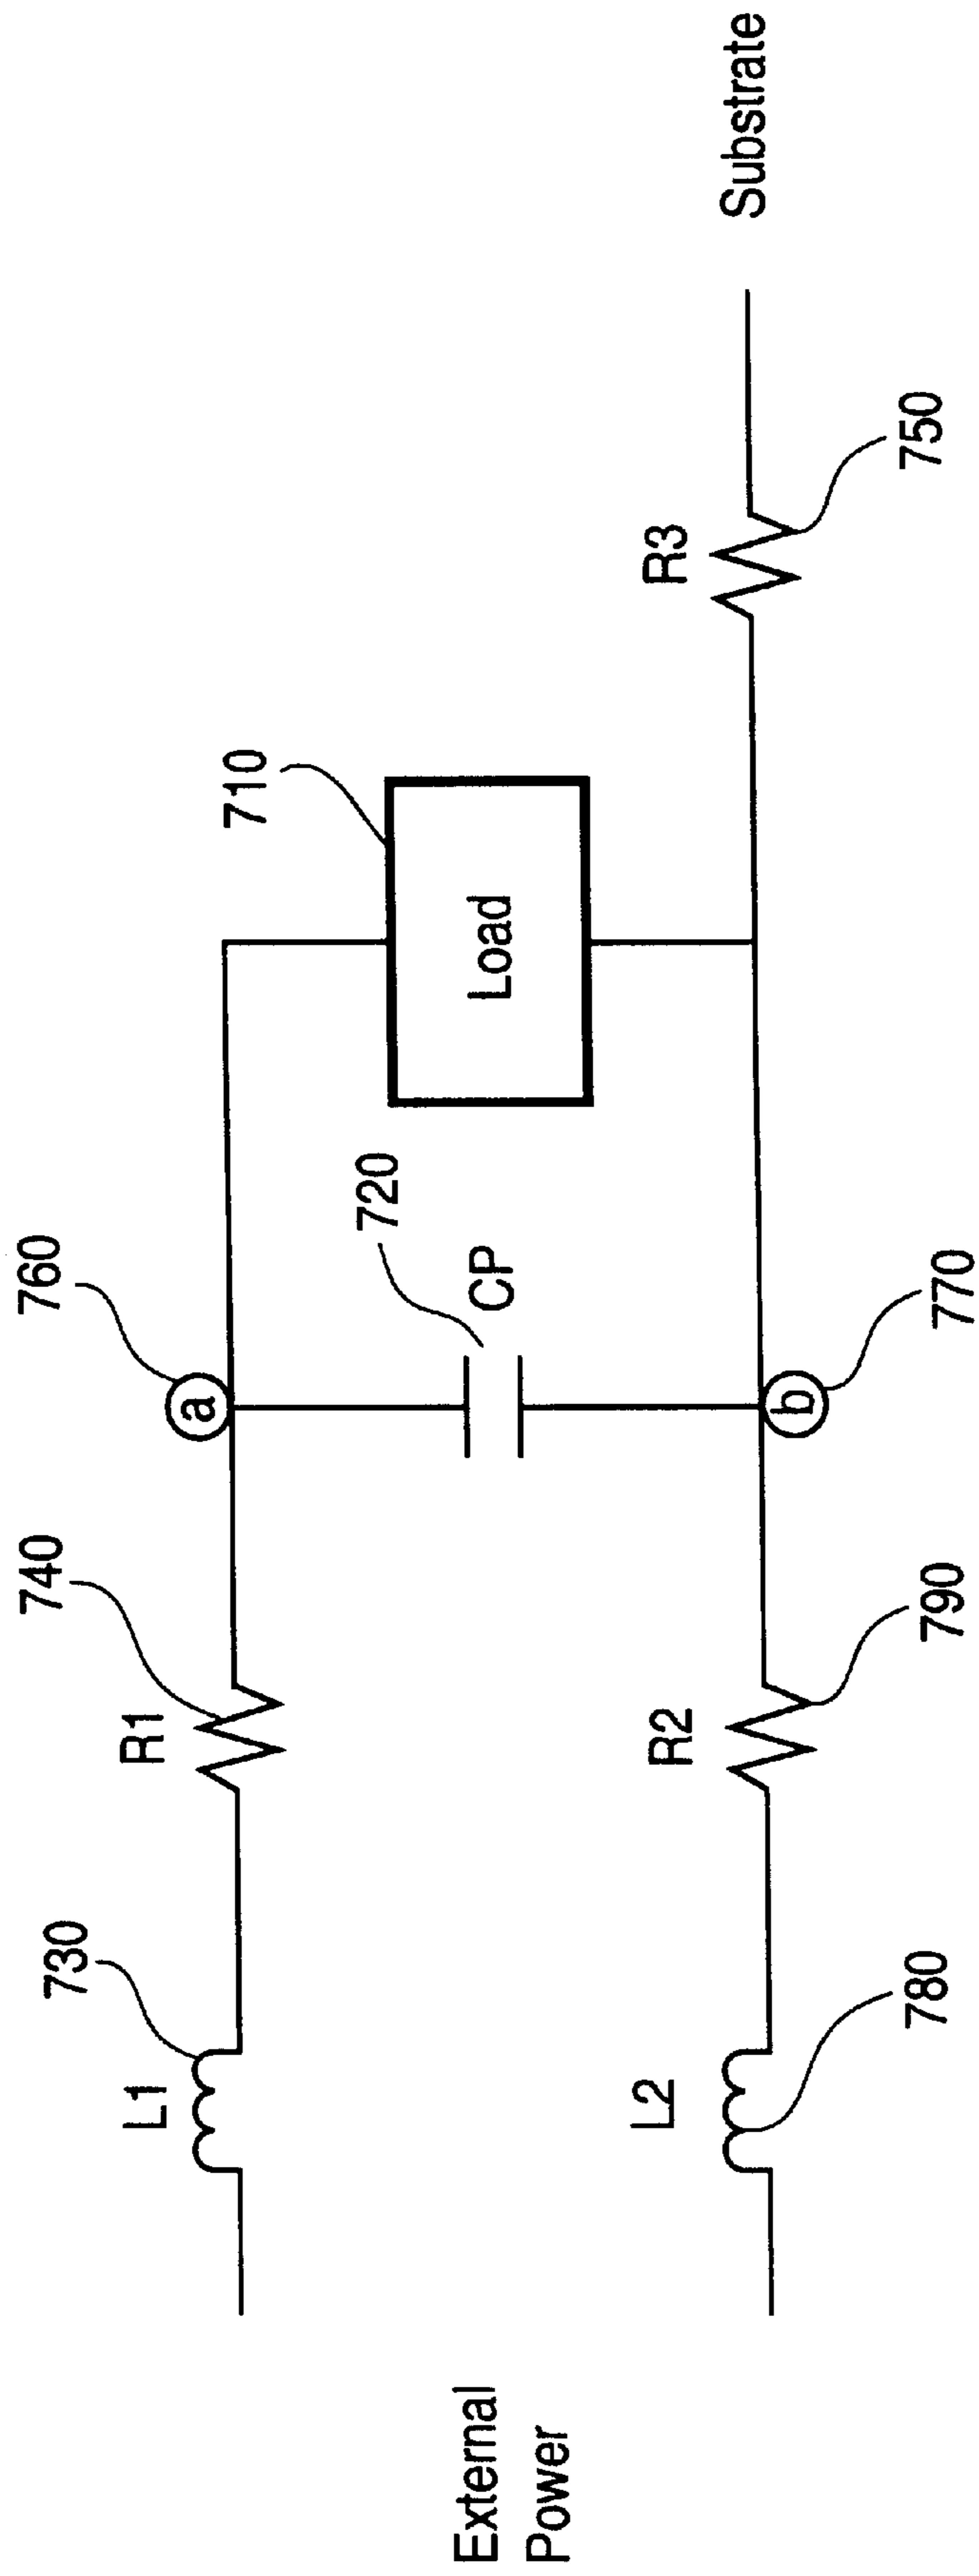 External
Power
L1
730
R1
740
a
760
720
CP
710
Load
L2
780
R2
790
b
770
R3
750
Substrate